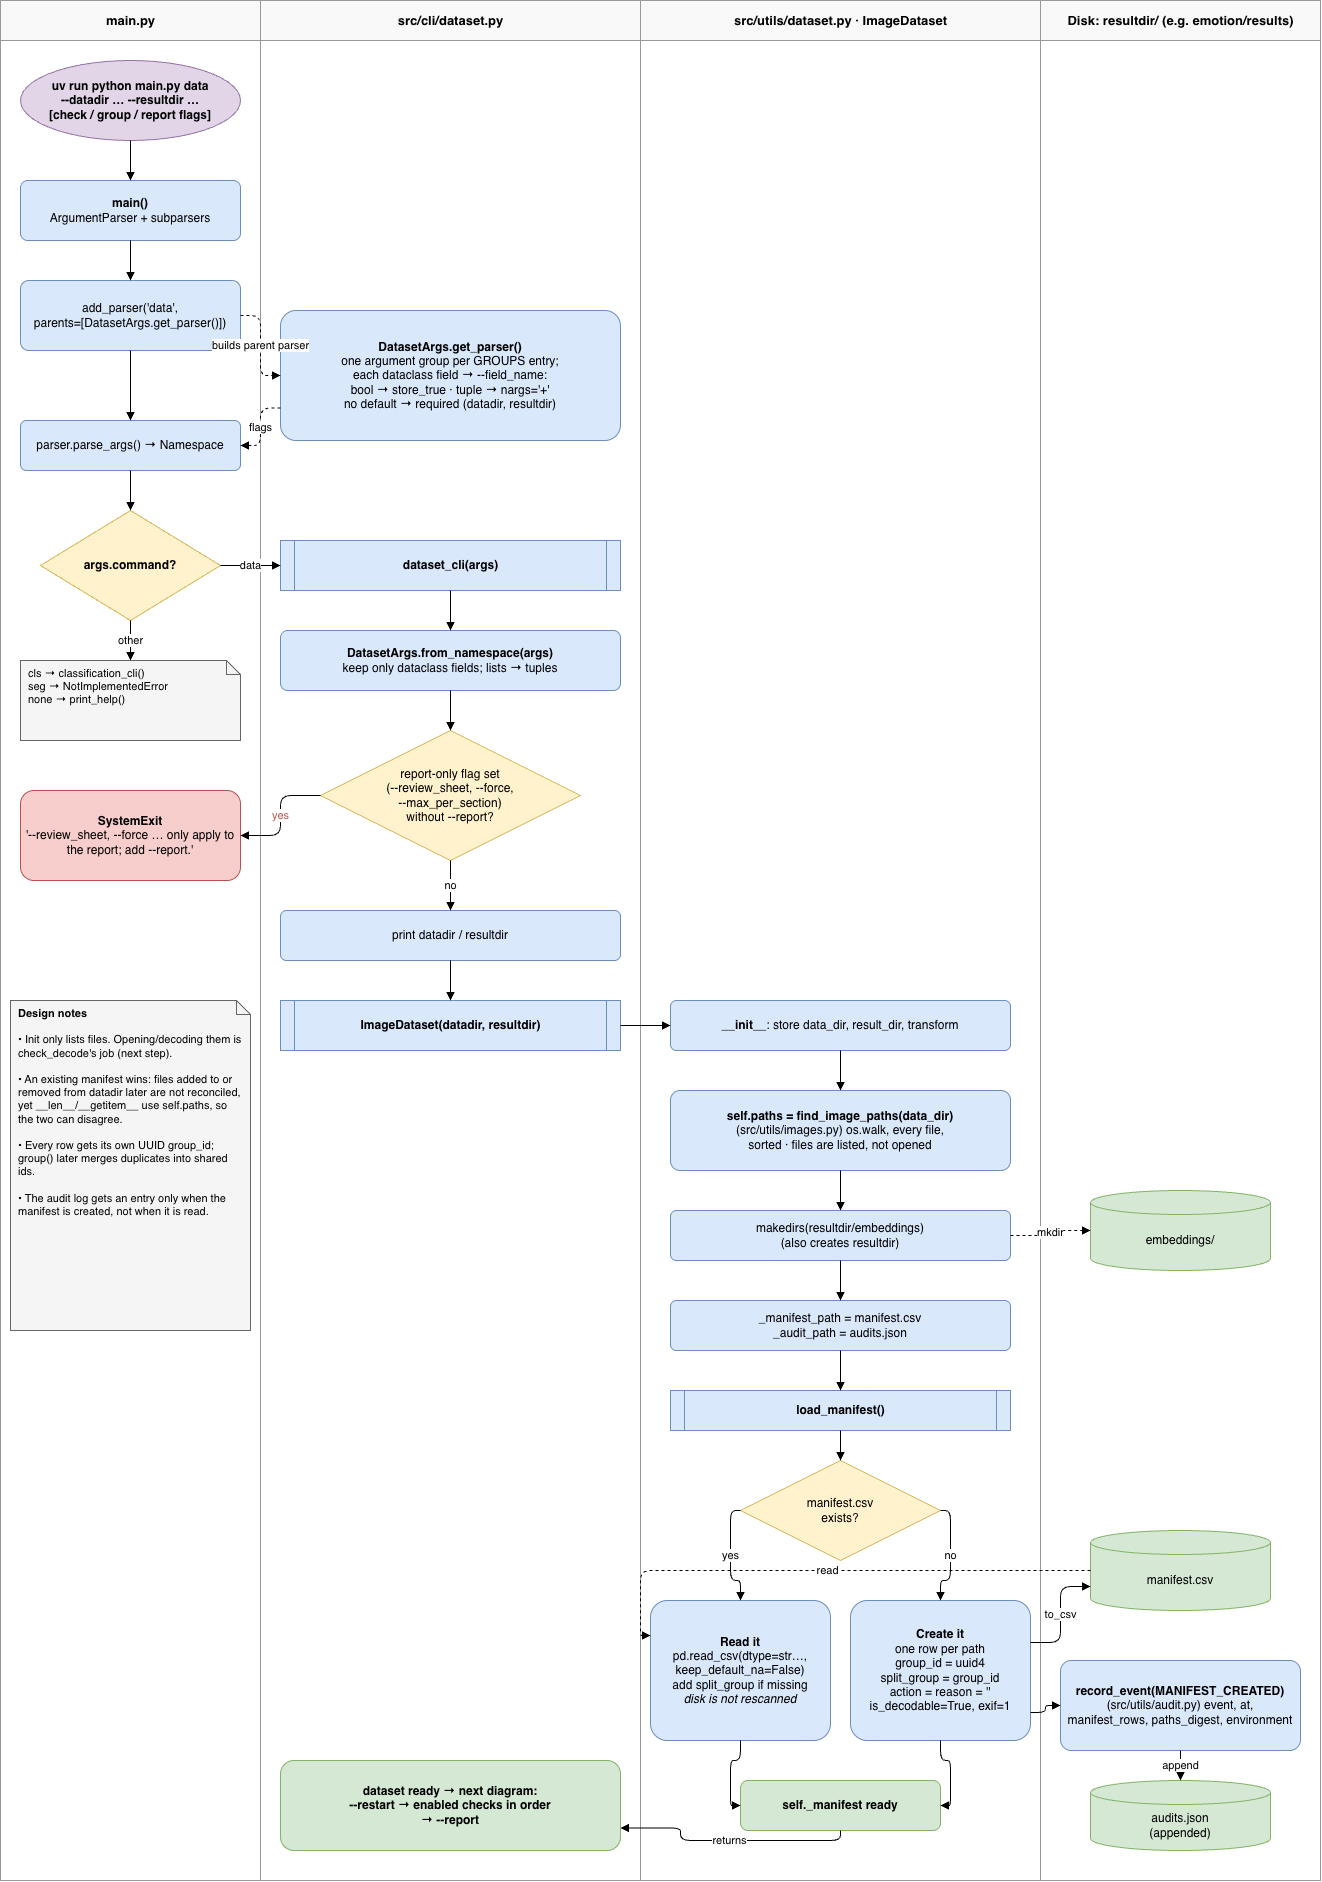 main.py
src/cli/dataset.py
src/utils/dataset.py · ImageDataset
Disk: resultdir/ (e.g. emotion/results)
uv run python main.py data
--datadir … --resultdir …
[check / group / report flags]
main()
ArgumentParser + subparsers
add_parser('data',
parents=[DatasetArgs.get_parser()])
builds parent parser
DatasetArgs.get_parser()
one argument group per GROUPS entry;
each dataclass field → --field_name:
bool → store_true · tuple → nargs='+'
no default → required (datadir, resultdir)
flags
parser.parse_args() → Namespace
args.command?
data
dataset_cli(args)
other
cls → classification_cli()
seg → NotImplementedError
none → print_help()
DatasetArgs.from_namespace(args)
keep only dataclass fields; lists → tuples
report-only flag set
(--review_sheet, --force,
--max_per_section)
without --report?
yes
SystemExit
'--review_sheet, --force … only apply to
the report; add --report.'
no
print datadir / resultdir
ImageDataset(datadir, resultdir)
__init__: store data_dir, result_dir, transform
Design notes
• Init only lists files. Opening/decoding them is
check_decode's job (next step).
• An existing manifest wins: files added to or
removed from datadir later are not reconciled,
yet __len__/__getitem__ use self.paths, so
the two can disagree.
• Every row gets its own UUID group_id;
group() later merges duplicates into shared
ids.
• The audit log gets an entry only when the
manifest is created, not when it is read.
self.paths = find_image_paths(data_dir)
(src/utils/images.py) os.walk, every file,
sorted · files are listed, not opened
makedirs(resultdir/embeddings)
(also creates resultdir)
mkdir
embeddings/
_manifest_path = manifest.csv
_audit_path = audits.json
load_manifest()
manifest.csv
exists?
yes
no
read
manifest.csv
to_csv
Read it
pd.read_csv(dtype=str…,
keep_default_na=False)
add split_group if missing
disk is not rescanned
Create it
one row per path
group_id = uuid4
split_group = group_id
action = reason = ''
is_decodable=True, exif=1
record_event(MANIFEST_CREATED)
(src/utils/audit.py) event, at,
manifest_rows, paths_digest, environment
append
audits.json
(appended)
self._manifest ready
returns
dataset ready → next diagram:
--restart → enabled checks in order
→ --report